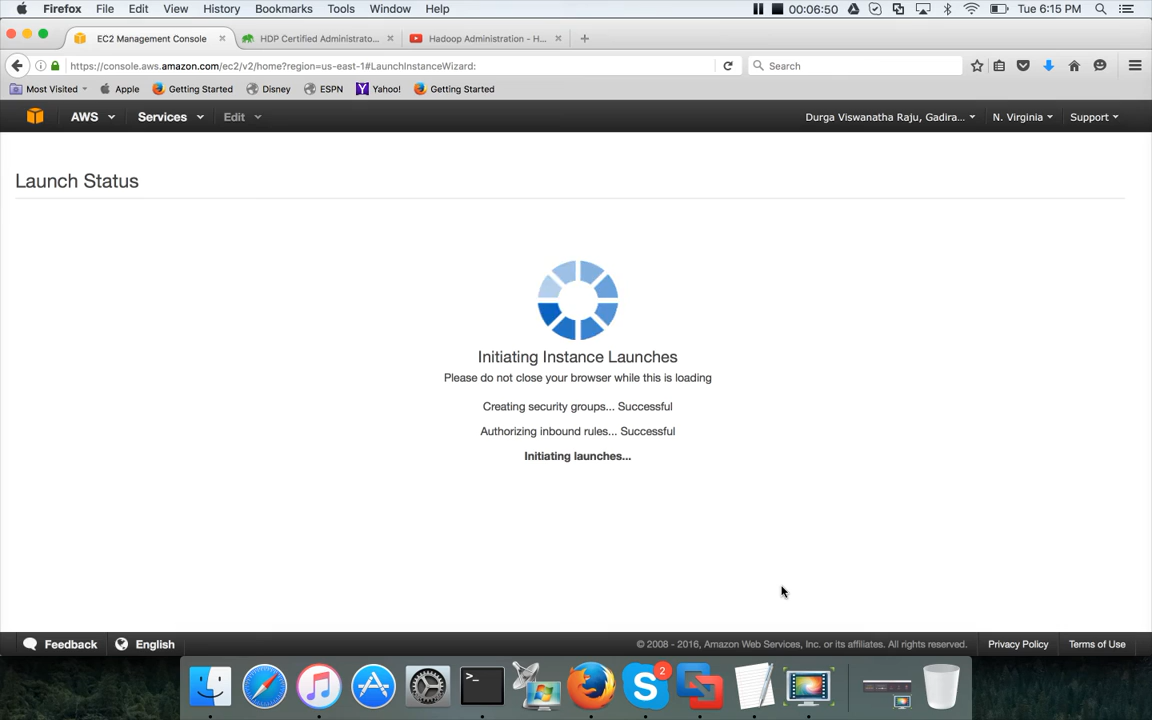 Firefox File Edit View History Bookmarks Tools Window Help 00:06:50 Tue 6:15 PM
EC2 Management Console HDP Certified Administrato... Hadoop Administration - H...
https://console.aws.amazon.com/ec2/v2/home?region=us-east-1#LaunchInstanceWizard: Search
Most Visited Apple Getting Started Disney ESPN Yahoo! Getting Started
AWS Services Edit Durga Viswanatha Raju, Gadira... N. Virginia Support
Launch Status
Initiating Instance Launches
Please do not close your browser while this is loading
Creating security groups... Successful
Authorizing inbound rules... Successful
Initiating launches...
Feedback English © 2008 - 2016, Amazon Web Services, Inc. or its affiliates. All rights reserved. Privacy Policy Terms of Use
2